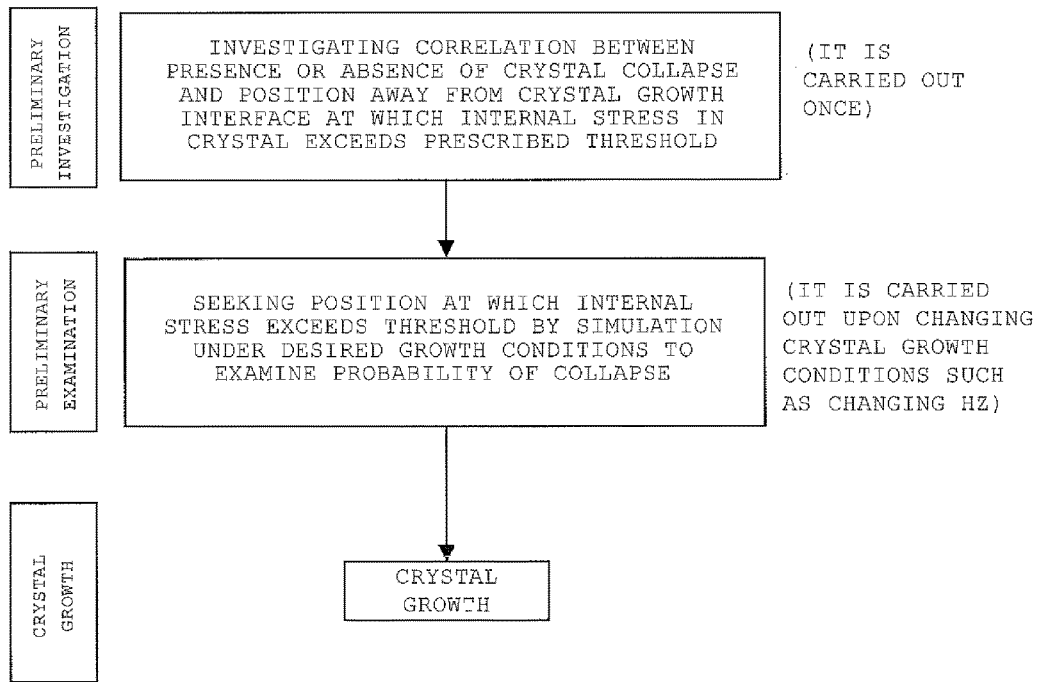 PRELIMINARY
INVESTIGATION
INVESTIGATING CORRELATION BETWEEN
PRESENCE OR ABSENCE OF CRYSTAL COLLAPSE
AND POSITION AWAY FROM CRYSTAL GROWTH
INTERFACE AT WHICH INTERNAL STRESS IN
CRYSTAL EXCEEDS PRESCRIBED THRESHOLD
(IT IS
CARRIED OUT
ONCE)
PRELIMINARY
EXAMINATION
SEEKING POSITION AT WHICH INTERNAL
STRESS EXCEEDS THRESHOLD BY SIMULATION
UNDER DESIRED GROWTH CONDITIONS TO
EXAMINE PROBABILITY OF COLLAPSE
(IT IS CARRIED
OUT UPON CHANGING
CRYSTAL GROWTH
CONDITIONS SUCH
AS CHANGING HZ)
CRYSTAL
GROWTH
CRYSTAL
GROWTH